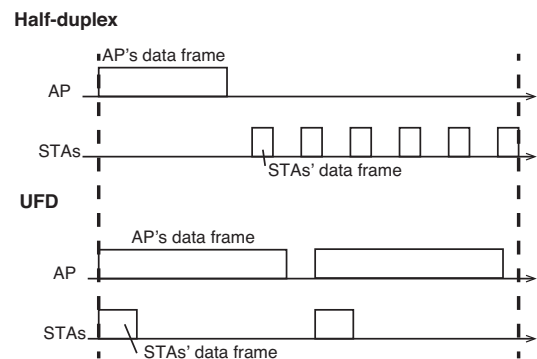 Half-duplex
AP's data frame
AP
STAs
STAs' data frame
UFD
AP's data frame
AP
STAs
STAs' data frame